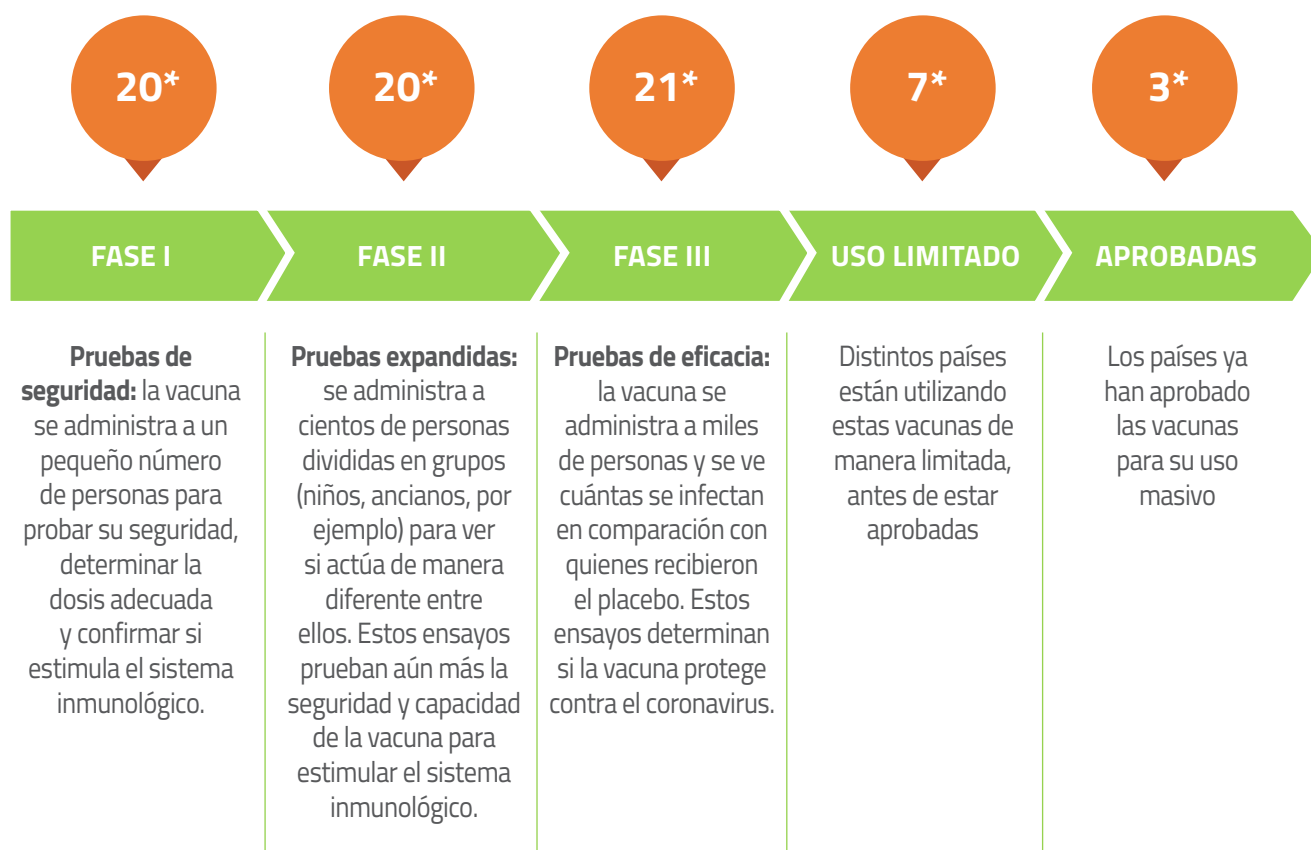 20*
20*
21*
7*
3*
FASE I
FASE II
FASE III
USO LIMITADO
APROBADAS
Pruebas de
seguridad: la vacuna
se administra a un
pequeño número
de personas para
probar su seguridad,
determinar la
dosis adecuada
y confirmar si
estimula el sistema
inmunológico.
Pruebas expandidas:
se administra a
cientos de personas
divididas en grupos
(niños, ancianos, por
ejemplo) para ver
si actúa de manera
diferente entre
ellos. Estos ensayos
prueban aún más la
seguridad y capacidad
de la vacuna para
estimular el sistema
inmunológico.
Pruebas de eficacia:
la vacuna se
administra a miles
de personas y se ve
cuántas se infectan
en comparación con
quienes recibieron
el placebo. Estos
ensayos determinan
si la vacuna protege
contra el coronavirus.
Distintos países
están utilizando
estas vacunas de
manera limitada,
antes de estar
aprobadas
Los países ya
han aprobado
las vacunas
para su uso
masivo